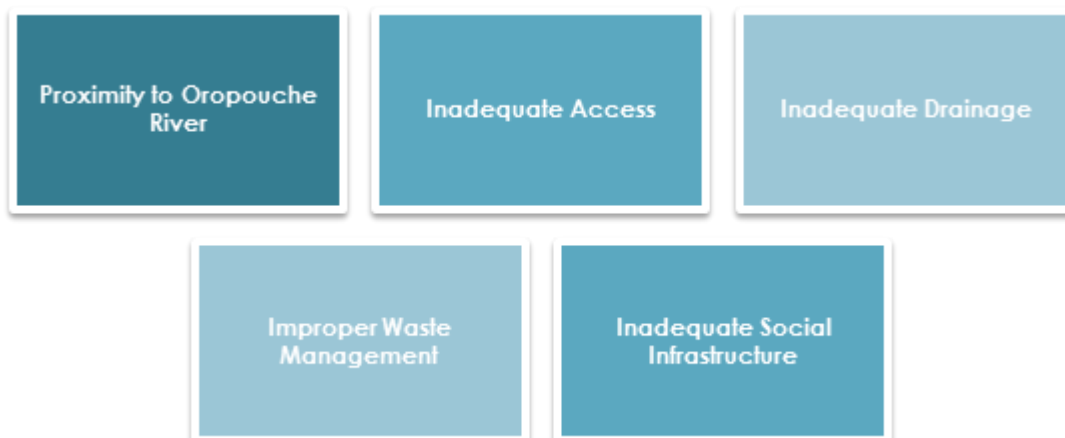 Proximity to Oropouche
River
Inadequate Access
Inadequate Drainage
Improper Waste
Management
Inadequate Social
Infrastructure